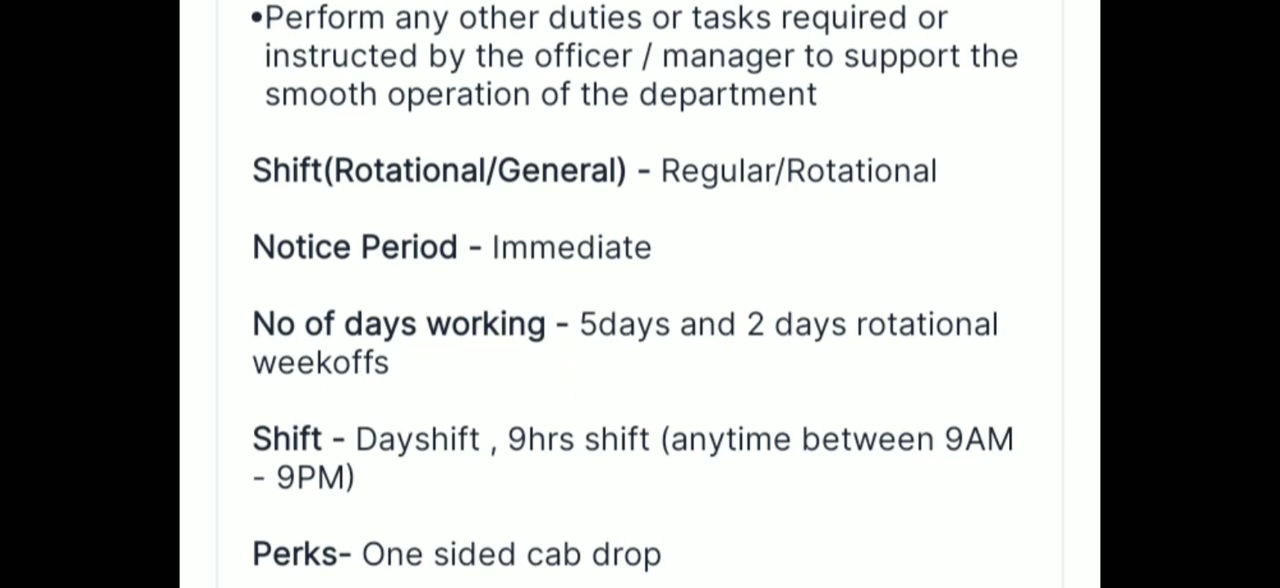 •Perform any other duties or tasks required or
instructed by the officer / manager to support the
smooth operation of the department
Shift(Rotational/General) - Regular/Rotational
Notice Period - Immediate
No of days working - 5days and 2 days rotational
weekoffs
Shift - Dayshift , 9hrs shift (anytime between 9AM
- 9PM)
Perks- One sided cab drop